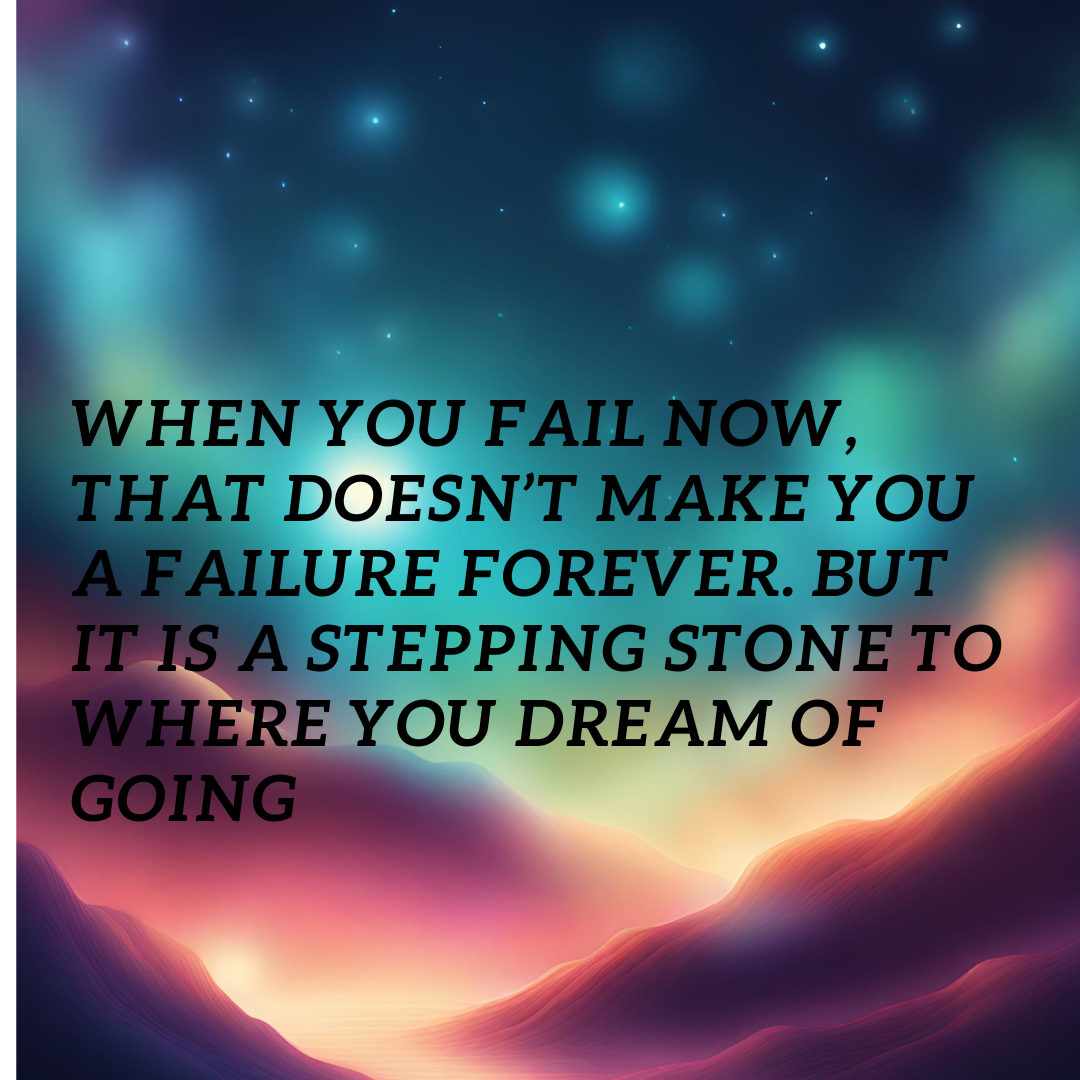 WHEN YOU FAIL NOW,
THAT DOESN’T MAKE YOU
A FAILURE FOREVER. BUT
IT IS A STEPPING STONE TO
WHERE YOU DREAM OF
GOING